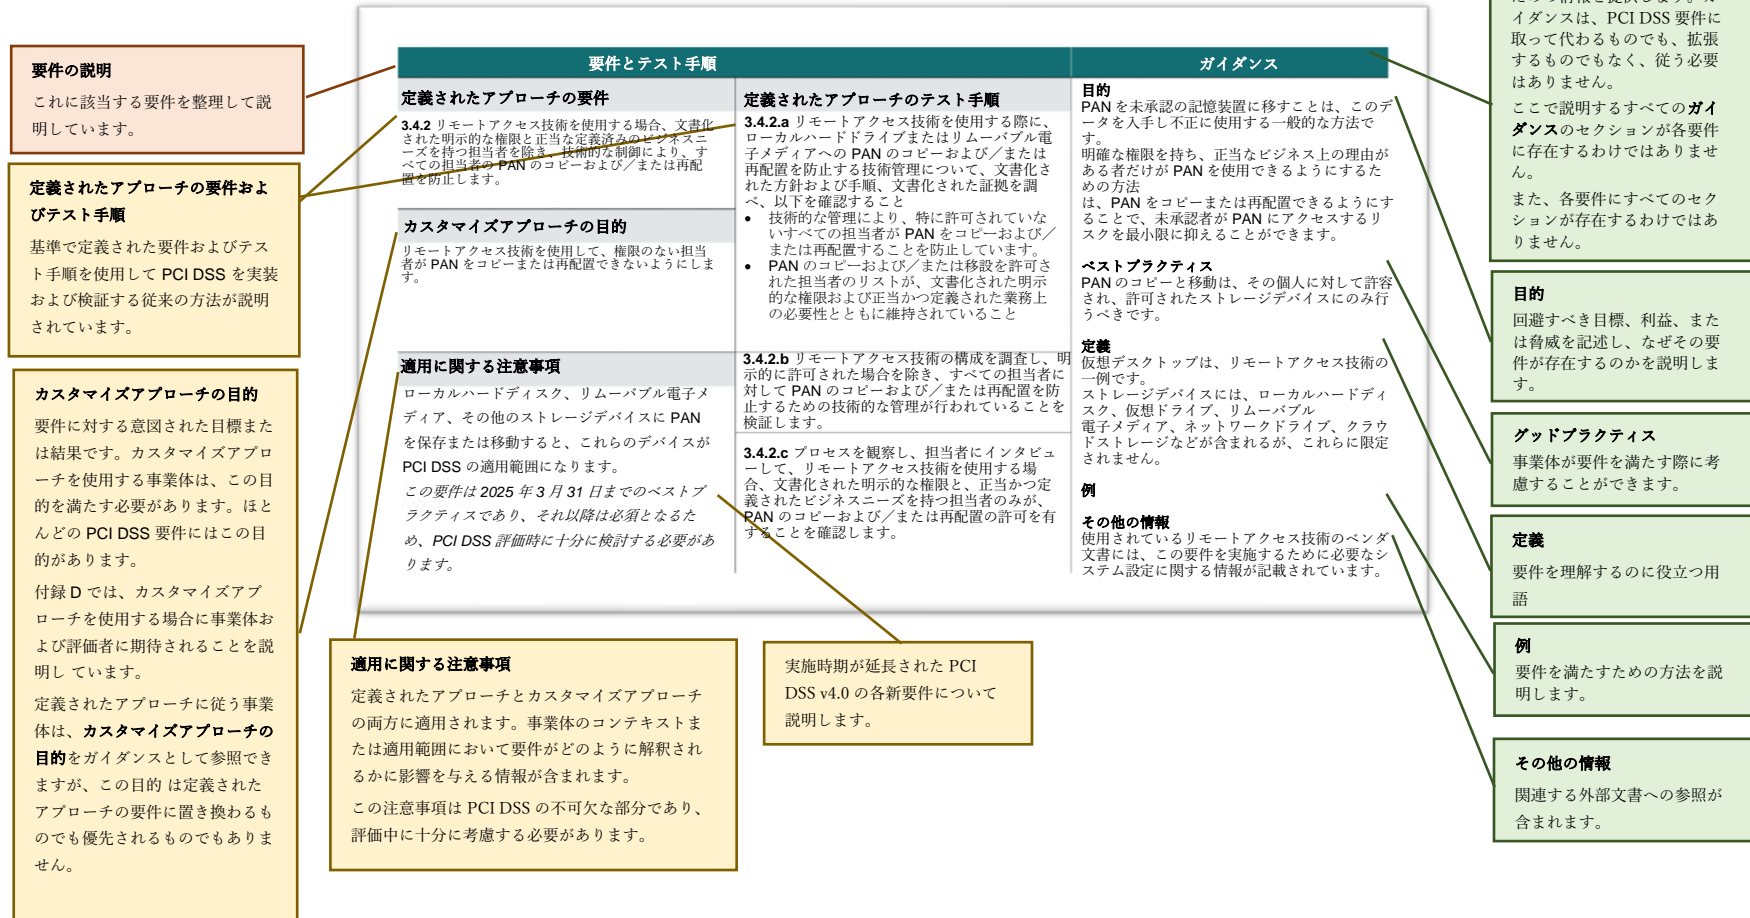 要件の説明
これに該当する要件を整理して説
明しています。
定義されたアプローチの要件およ
びテスト手順
基準で定義された要件およびテス
ト手順を使用して PCI DSS を実装
および検証する従来の方法が説明
されています。
カスタマイズアプローチの目的
要件に対する意図された目標また
は結果です。カスタマイズアプロ
ーチを使用する事業体は、この目
的を満たす必要があります。ほと
んどの PCI DSS 要件にはこの目
的があります。
付録 D では、カスタマイズアプ
ローチを使用する場合に事業体お
よび評価者に期待されることを説
明し ています。
定義されたアプローチに従う事業
体は、カスタマイズアプローチの
目的をガイダンスとして参照でき
ますが、この目的 は定義された
アプローチの要件に置き換わるも
のでも優先されるものでもありま
せん。
要件とテスト手順
ガイダンス
定義されたアプローチの要件
3.4.2 リモートアクセス技術を使用する場合、文書化
された明示的な権限と正当な定義済みのビジネスニ
ーズを持つ担当者を除き、技術的な制御により、す
べての担当者の PAN のコピーおよび／または再配
置を防止します。
カスタマイズアプローチの目的
リモートアクセス技術を使用して、権限のない担当
者が PAN をコピーまたは再配置できないようにしま
す。
適用に関する注意事項
ローカルハードディスク、リムーバブル電子メ
ディア、その他のストレージデバイスに PAN
を保存または移動すると、これらのデバイスが
PCI DSS の適用範囲になります。
この要件は 2025 年 3 月 31 日までのベストプ
ラクティスであり、それ以降は必須となるた
め、PCI DSS 評価時に十分に検討する必要があ
ります。
定義されたアプローチのテスト手順
3.4.2.a リモートアクセス技術を使用する際に、
ローカルハードドライブまたはリムーバブル電
子メディアへの PAN のコピーおよび／または
再配置を防止する技術管理について、文書化さ
れた方針および手順、文書化された証拠を調
べ、以下を確認すること
• 技術的な管理により、特に許可されていな
いすべての担当者が PAN をコピーおよび／
または再配置することを防止しています。
• PAN のコピーおよび／または移設を許可さ
れた担当者のリストが、文書化された明示
的な権限および正当かつ定義された業務上
の必要性とともに維持されていること
3.4.2.b リモートアクセス技術の構成を調査し、明
示的に許可された場合を除き、すべての担当者に
対して PAN のコピーおよび／または再配置を防
止するための技術的な管理が行われていることを
検証します。
3.4.2.c プロセスを観察し、担当者にインタビュ
ーして、リモートアクセス技術を使用する場
合、文書化された明示的な権限と、正当かつ定
義されたビジネスニーズを持つ担当者のみが、
PAN のコピーおよび／または再配置の許可を有
することを確認します。
目的
PAN を未承認の記憶装置に移すことは、このデ
ータを入手し不正に使用する一般的な方法で
す。
明確な権限を持ち、正当なビジネス上の理由が
ある者だけが PAN を使用できるようにするた
めの方法
は、PAN をコピーまたは再配置できるようにす
ることで、未承認者が PAN にアクセスするリ
スクを最小限に抑えることができます。
ベストプラクティス
PAN のコピーと移動は、その個人に対して許容
され、許可されたストレージデバイスにのみ行
うべきです。
定義
仮想デスクトップは、リモートアクセス技術の
一例です。
ストレージデバイスには、ローカルハードディ
スク、仮想ドライブ、リムーバブル
電子メディア、ネットワークドライブ、クラウ
ドストレージなどが含まれるが、これらに限定
されません。
例
その他の情報
使用されているリモートアクセス技術のベンダ
文書には、この要件を実施するために必要なシ
ステム設定に関する情報が記載されています。
適用に関する注意事項
定義されたアプローチとカスタマイズアプローチ
の両方に適用されます。事業体のコンテキストま
たは適用範囲において要件がどのように解釈され
るかに影響を与える情報が含まれます。
この注意事項は PCI DSS の不可欠な部分であり、
評価中に十分に考慮する必要があります。
実施時期が延長された PCI
DSS v4.0 の各新要件について
説明します。
イダンスは、PCI DSS 要件に
取って代わるものでも、拡張
するものでもなく、従う必要
はありません。
ここで説明するすべてのガイ
ダンスのセクションが各要件
に存在するわけではありませ
ん。
また、各要件にすべてのセク
ションが存在するわけではあ
りません。
目的
回避すべき目標、利益、また
は脅威を記述し、なぜその要
件が存在するのかを説明しま
す。
グッドプラクティス
事業体が要件を満たす際に考
慮することができます。
定義
要件を理解するのに役立つ用
語
例
要件を満たすための方法を説
明します。
その他の情報
関連する外部文書への参照が
含まれます。